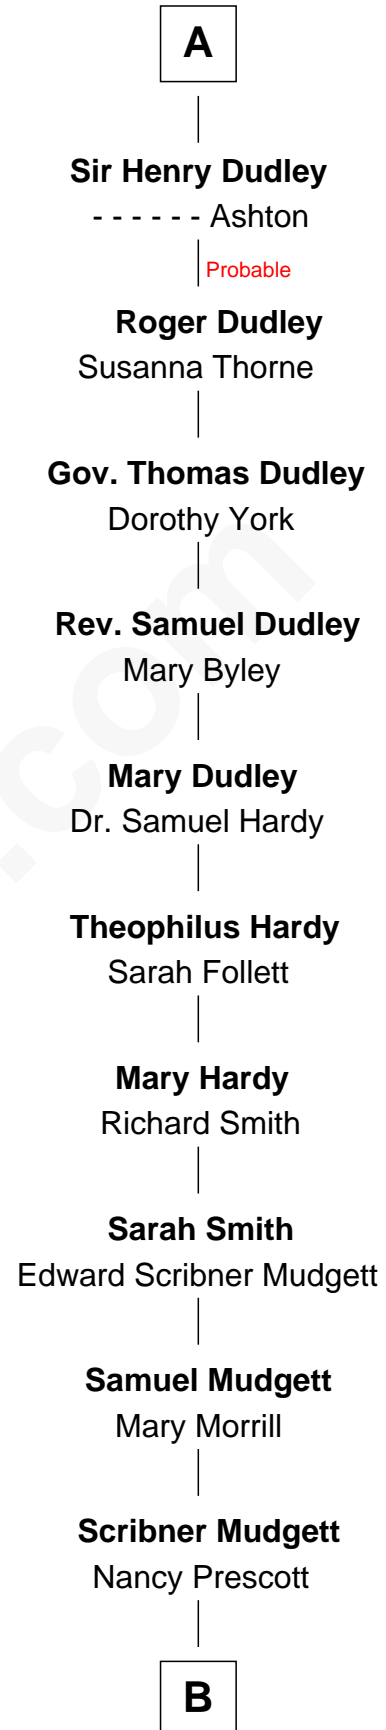 A
Sir Henry Dudley
- - - - - - Ashton
Probable
Roger Dudley
Susanna Thorne
Gov. Thomas Dudley
Dorothy York
Rev. Samuel Dudley
Mary Byley
Mary Dudley
Dr. Samuel Hardy
Theophilus Hardy
Sarah Follett
Mary Hardy
Richard Smith
Sarah Smith
Edward Scribner Mudgett
Samuel Mudgett
Mary Morrill
Scribner Mudgett
Nancy Prescott
B
.com